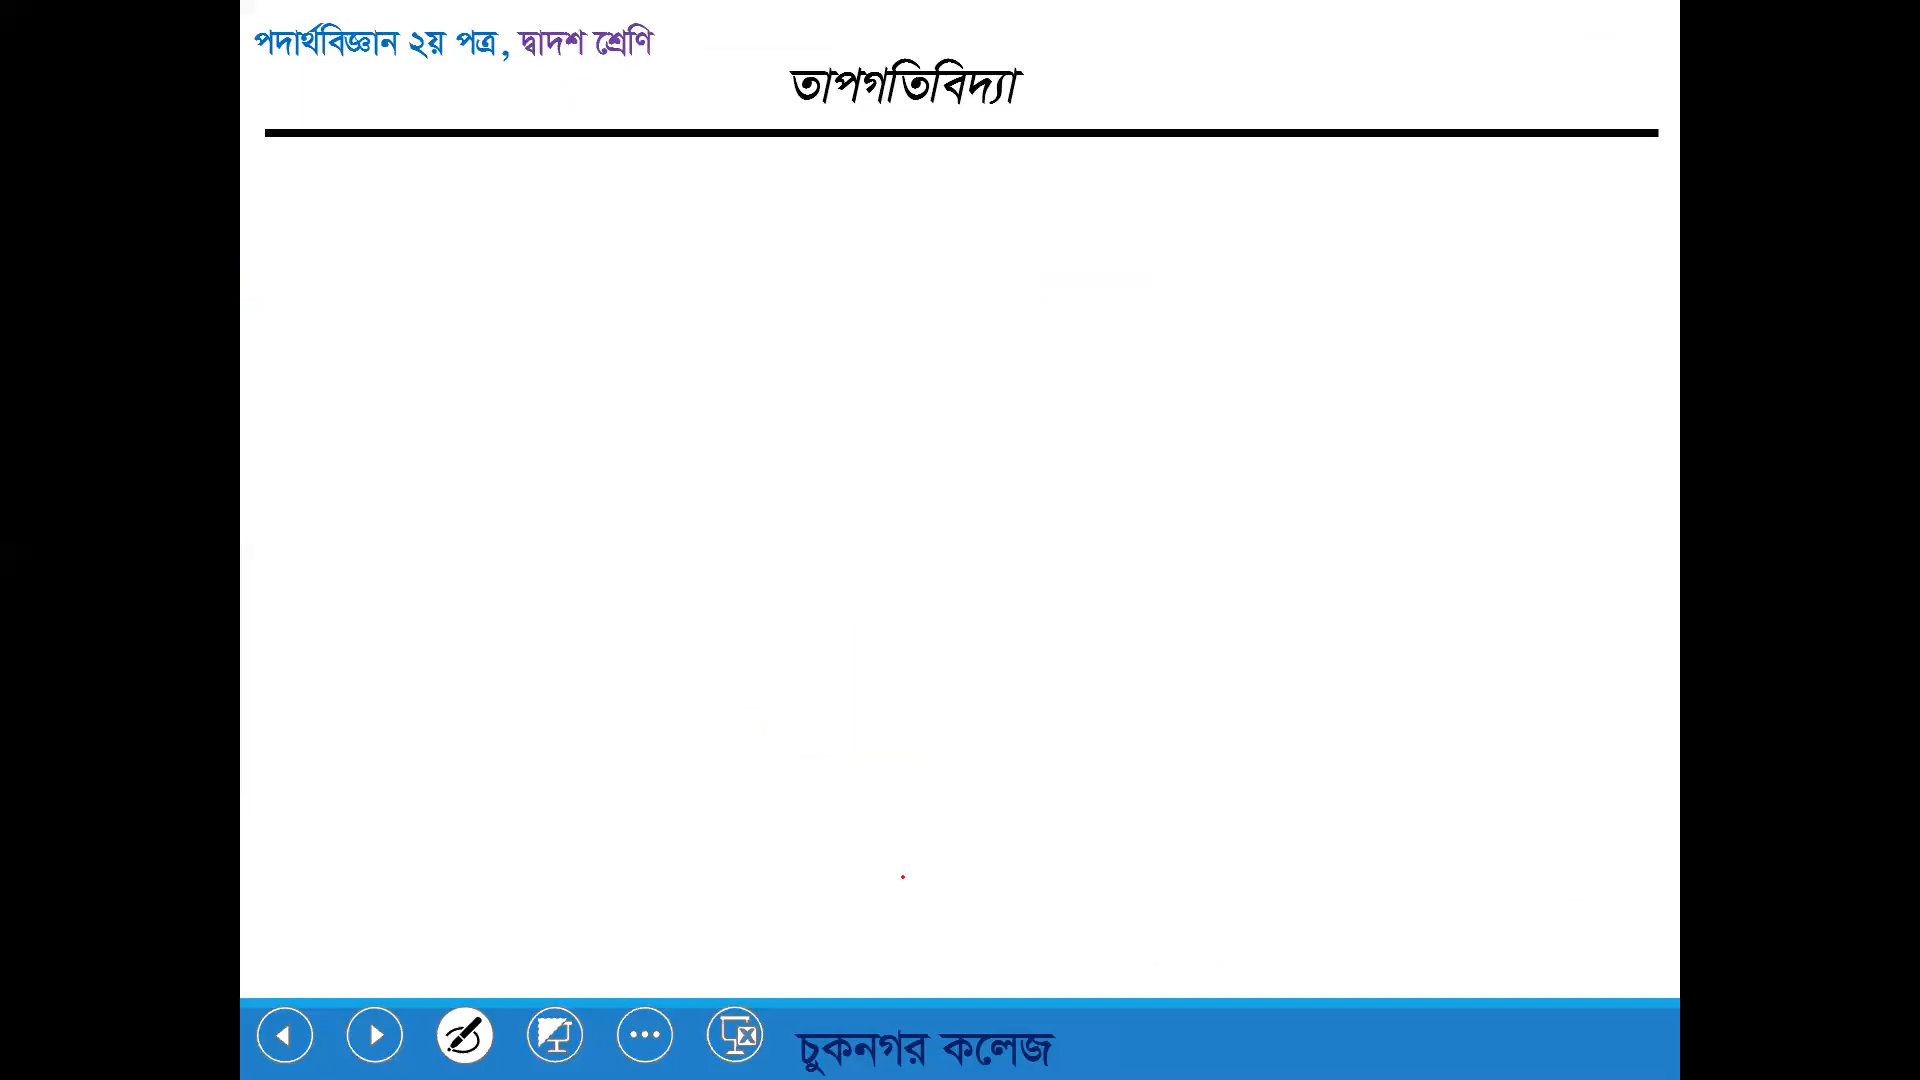 পদার্থবিজ্ঞান ২য় পত্র, দ্বাদশ শ্রেণি
তাপগতিবিদ্যা
চুকনগর কলেজ